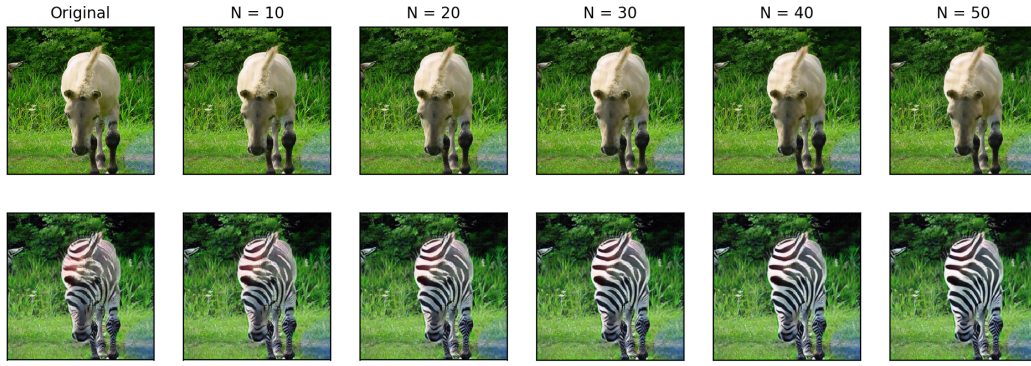 Original N = 10 N = 20 N = 30 N = 40 N = 50